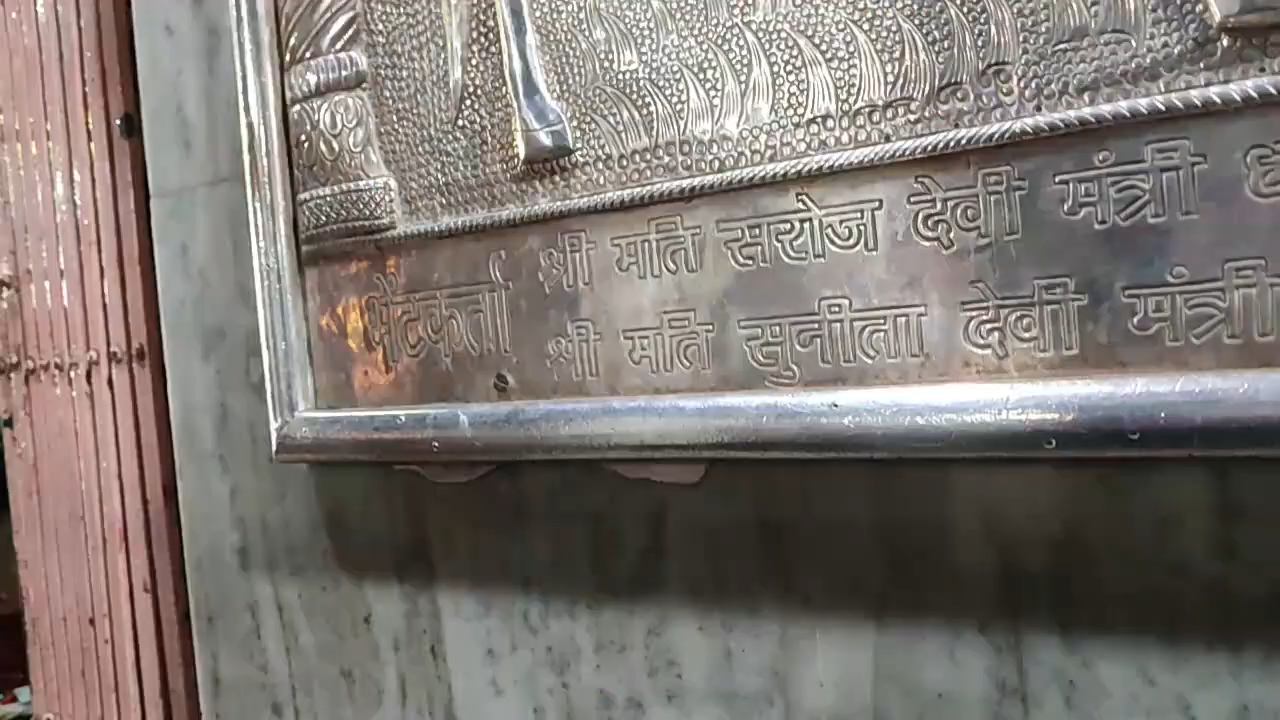 भेंटकर्ता श्री मति सरोज देवी मंत्री
श्री मति सुनीता देवी मंत्री